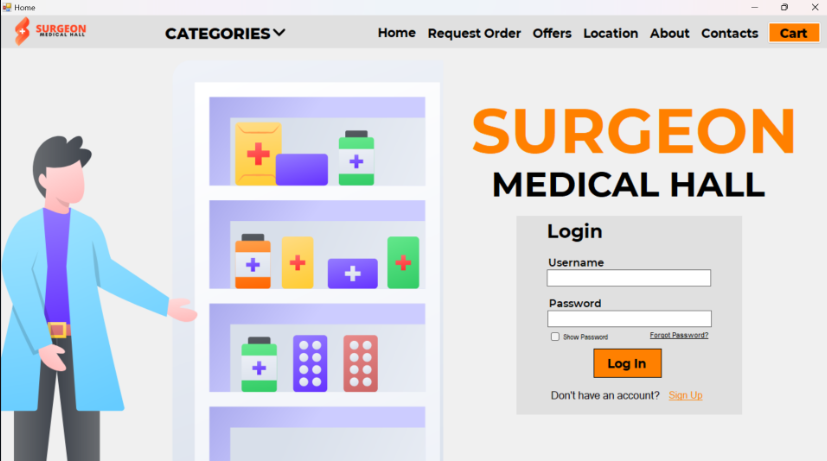 Home
SURGEON
MEDICAL HALL
CATEGORIES
Home Request Order Offers Location About Contacts Cart
SURGEON
MEDICAL HALL
Login
Username
Password
Show Password Forgot Password?
Log In
Don't have an account? Sign Up